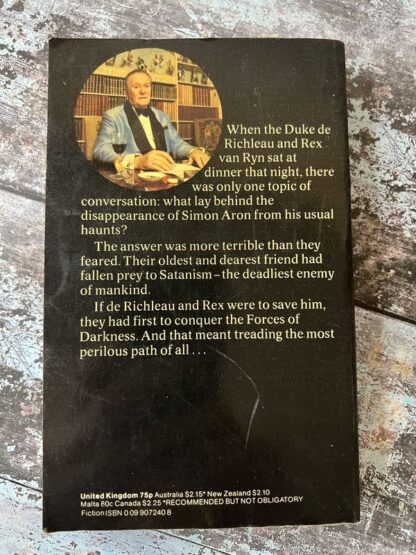 When the Duke de
Richleau and Rex
van Ryn sat at
dinner that night, there
was only one topic of
conversation: what lay behind the
disappearance of Simon Aron from his usual
haunts?
The answer was more terrible than they
feared. Their oldest and dearest friend had
fallen prey to Satanism–the deadliest enemy
of mankind.
If de Richleau and Rex were to save him,
they had first to conquer the Forces of
Darkness. And that meant treading the most
perilous path of all . . .
United Kingdom 75p Australia $2.15* New Zealand $2.10
Malta 80c Canada $2.25 *RECOMMENDED BUT NOT OBLIGATORY
Fiction ISBN 0 09 907240 8